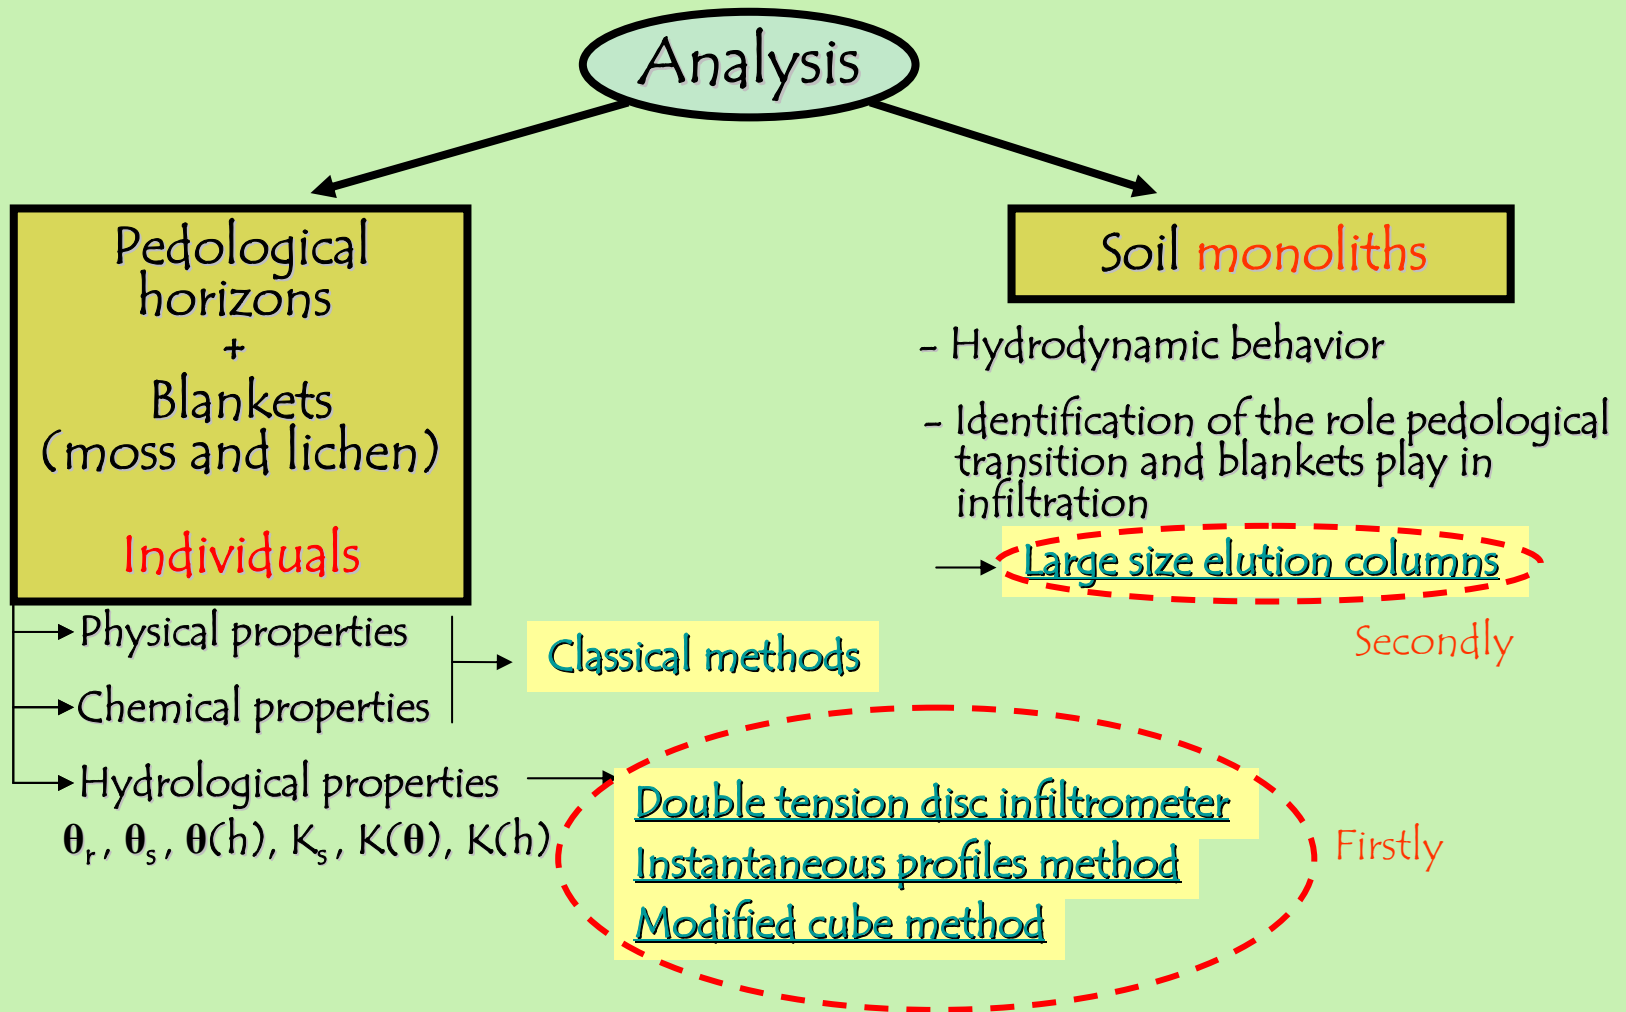 Analysis
Pedological
horizons
+
Blankets
(moss and lichen)
Individuals
Physical properties
Chemical properties
Classical methods
Hydrological properties
θr , θs , θ(h), Ks , K(θ), K(h)
Double tension disc infiltrometer
Instantaneous profiles method
Modified cube method
Firstly
Soil monoliths
- Hydrodynamic behavior
- Identification of the role pedological
transition and blankets play in
infiltration
Large size elution columns
Secondly